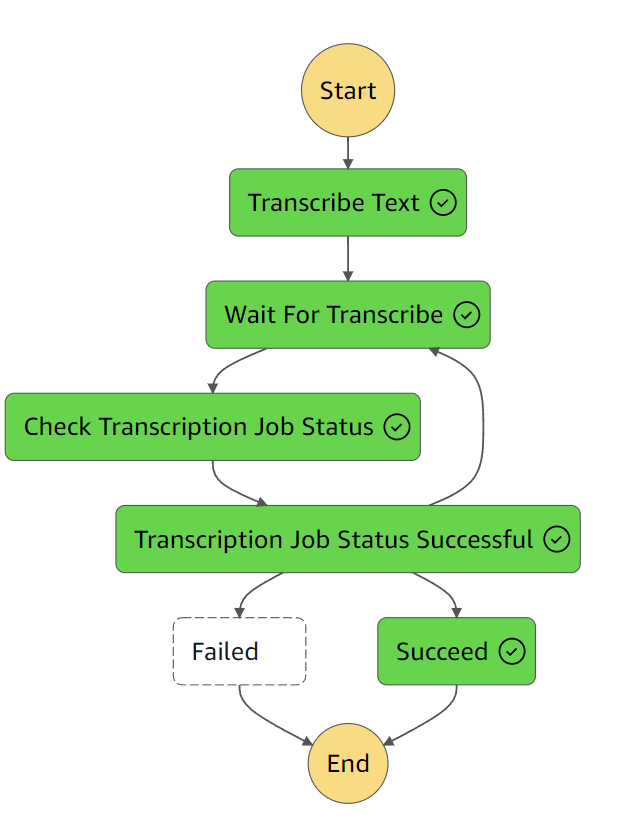 Start
Transcribe Text
Wait For Transcribe
Check Transcription Job Status
Transcription Job Status Successful
Failed
Succeed
End